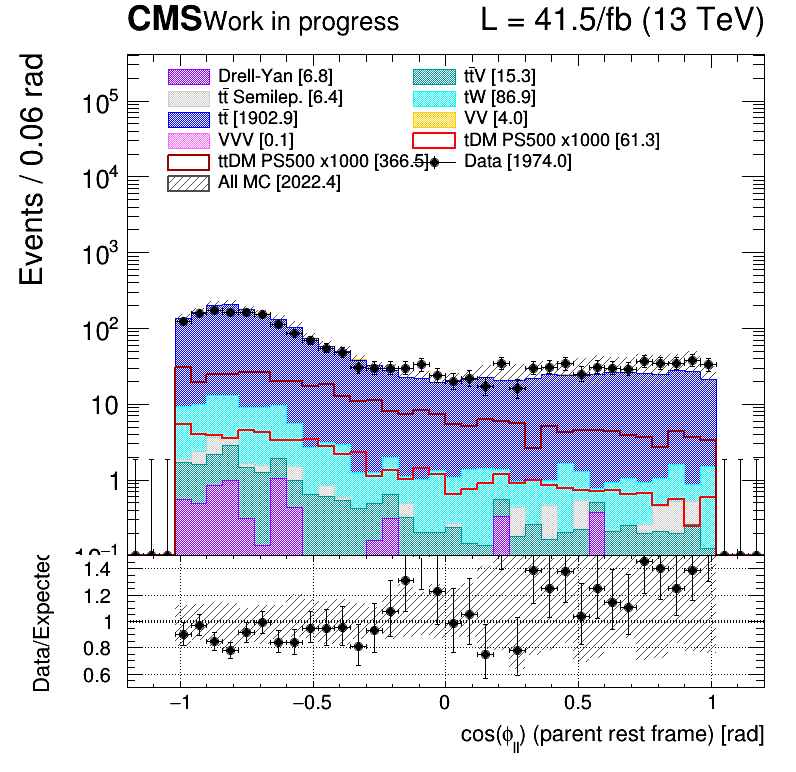 CMS Work in progress L = 41.5/fb (13 TeV)
Events / 0.06 rad
Drell-Yan [6.8]
tt̄V [15.3]
tt̄ Semilep. [6.4]
tW [86.9]
tt̄ [1902.9]
VV [4.0]
VVV [0.1]
tDM PS500 x1000 [61.3]
ttDM PS500 x1000 [366.5]
Data [1974.0]
All MC [2022.4]
10⁵
10⁴
10³
10²
10
1
10⁻¹
Data/Expected
1.4
1.2
1
0.8
0.6
−1 −0.5 0 0.5 1
cos(ϕ_ll) (parent rest frame) [rad]